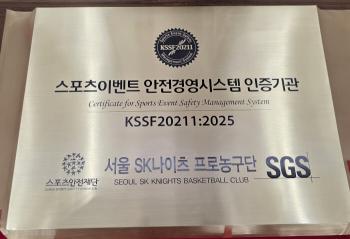 KSSF20211
스포츠이벤트 안전경영시스템 인증기관
Certificate for Sports Event Safety Management System
KSSF20211:2025
스포츠안전재단
서울 SK나이츠 프로농구단
SEOUL SK KNIGHTS BASKETBALL CLUB
SGS